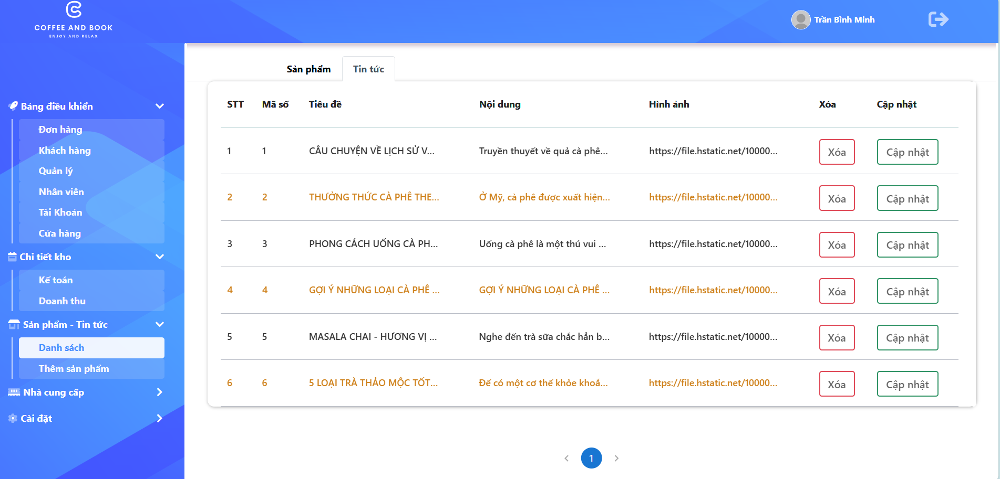 COFFEE AND BOOK
ENJOY AND RELAX
Trần Bình Minh
Bảng điều khiển
Đơn hàng
Khách hàng
Quản lý
Nhân viên
Tài Khoản
Cửa hàng
Chi tiết kho
Kế toán
Doanh thu
Sản phẩm - Tin tức
Danh sách
Thêm sản phẩm
Nhà cung cấp
Cài đặt
Sản phẩm Tin tức
STT Mã số Tiêu đề Nội dung Hình ảnh Xóa Cập nhật
1 1 CÂU CHUYỆN VỀ LỊCH SỬ V... Truyền thuyết về quả cà phê... https://file.hstatic.net/10000... Xóa Cập nhật
2 2 THƯỞNG THỨC CÀ PHÊ THE... Ở Mỹ, cà phê được xuất hiện... https://file.hstatic.net/10000... Xóa Cập nhật
3 3 PHONG CÁCH UỐNG CÀ PH... Uống cà phê là một thú vui ... https://file.hstatic.net/10000... Xóa Cập nhật
4 4 GỢI Ý NHỮNG LOẠI CÀ PHÊ ... GỢI Ý NHỮNG LOẠI CÀ PHÊ ... https://file.hstatic.net/10000... Xóa Cập nhật
5 5 MASALA CHAI - HƯƠNG VỊ ... Nghe đến trà sữa chắc hẳn b... https://file.hstatic.net/10000... Xóa Cập nhật
6 6 5 LOẠI TRÀ THẢO MỘC TỐT... Để có một cơ thể khỏe khoắ... https://file.hstatic.net/10000... Xóa Cập nhật
1